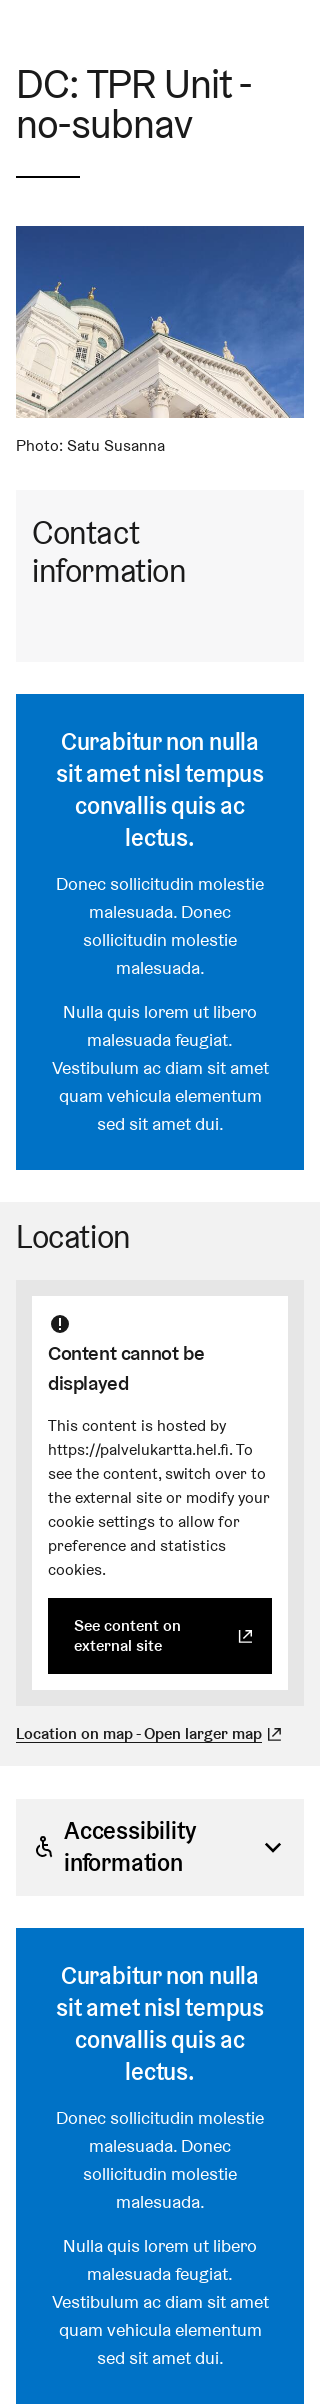 DC: TPR Unit -
no-subnav
Photo: Satu Susanna
Contact
information
Curabitur non nulla
sit amet nisl tempus
convallis quis ac
lectus.
Donec sollicitudin molestie
malesuada. Donec
sollicitudin molestie
malesuada.
Nulla quis lorem ut libero
malesuada feugiat.
Vestibulum ac diam sit amet
quam vehicula elementum
sed sit amet dui.
Location
Content cannot be
displayed
This content is hosted by
https://palvelukartta.hel.fi. To
see the content, switch over to
the external site or modify your
cookie settings to allow for
preference and statistics
cookies.
See content on
external site
Location on map - Open larger map
Accessibility
information
Curabitur non nulla
sit amet nisl tempus
convallis quis ac
lectus.
Donec sollicitudin molestie
malesuada. Donec
sollicitudin molestie
malesuada.
Nulla quis lorem ut libero
malesuada feugiat.
Vestibulum ac diam sit amet
quam vehicula elementum
sed sit amet dui.